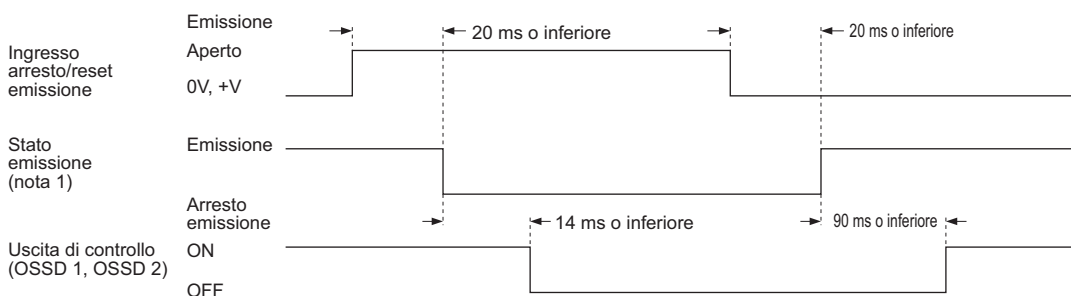 Emissione
20 ms o inferiore
20 ms o inferiore
Ingresso
arresto/reset
emissione
Aperto
0V, +V
Stato
emissione
(nota 1)
Emissione
Arresto
emissione
14 ms o inferiore
90 ms o inferiore
Uscita di controllo
(OSSD 1, OSSD 2)
ON
OFF